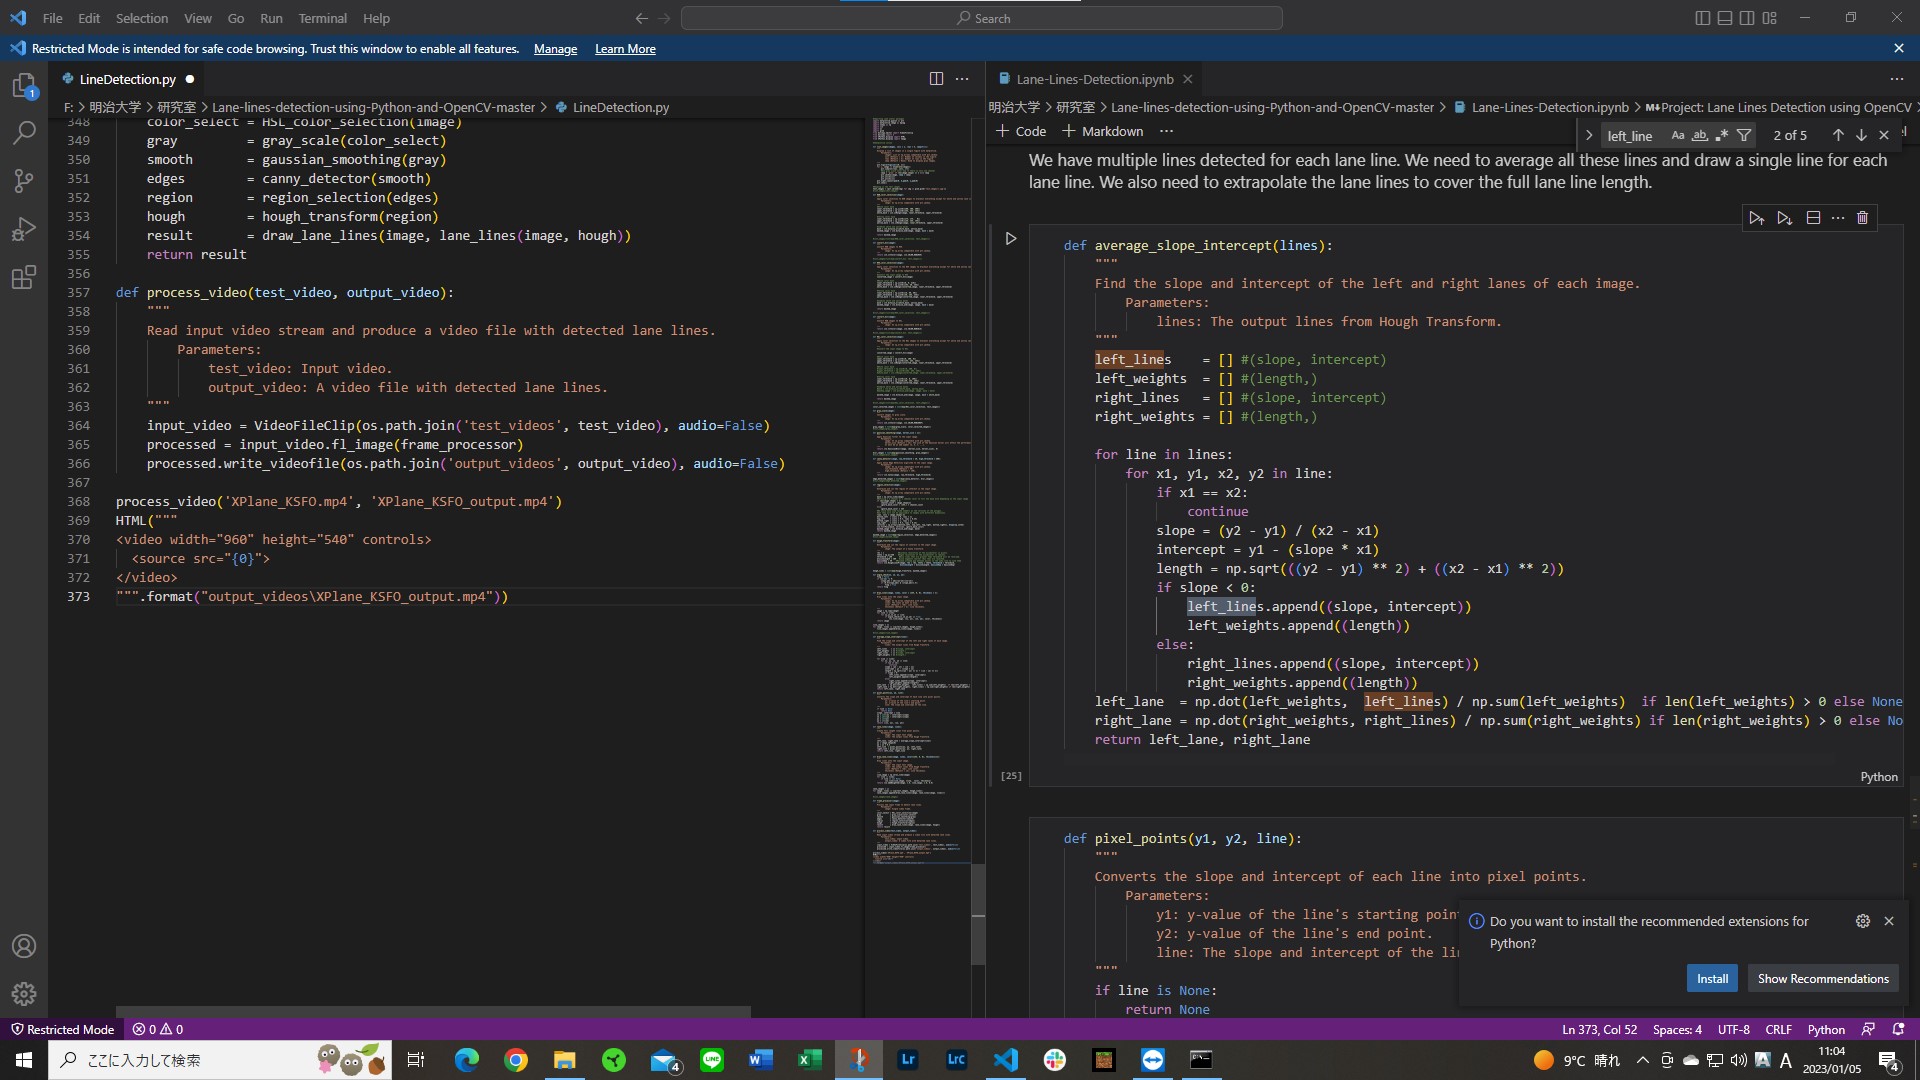 File Edit Selection View Go Run Terminal Help
Search
Restricted Mode is intended for safe code browsing. Trust this window to enable all features. Manage Learn More
1
LineDetection.py
F: > 明治大学 > 研究室 > Lane-lines-detection-using-Python-and-OpenCV-master > LineDetection.py
348 color_select = HSL_color_selection(image)
349 gray = gray_scale(color_select)
350 smooth = gaussian_smoothing(gray)
351 edges = canny_detector(smooth)
352 region = region_selection(edges)
353 hough = hough_transform(region)
354 result = draw_lane_lines(image, lane_lines(image, hough))
355 return result
356
357 def process_video(test_video, output_video):
358 """
359 Read input video stream and produce a video file with detected lane lines.
360 Parameters:
361 test_video: Input video.
362 output_video: A video file with detected lane lines.
363 """
364 input_video = VideoFileClip(os.path.join('test_videos', test_video), audio=False)
365 processed = input_video.fl_image(frame_processor)
366 processed.write_videofile(os.path.join('output_videos', output_video), audio=False)
367
368 process_video('XPlane_KSFO.mp4', 'XPlane_KSFO_output.mp4')
369 HTML("""
370 <video width="960" height="540" controls>
371 <source src="{0}">
372 </video>
373 """.format("output_videos\XPlane_KSFO_output.mp4"))
Lane-Lines-Detection.ipynb
明治大学 > 研究室 > Lane-lines-detection-using-Python-and-OpenCV-master > Lane-Lines-Detection.ipynb > M↓Project: Lane Lines Detection using OpenCV >
+ Code + Markdown ...
left_line Aa ab .* 2 of 5
We have multiple lines detected for each lane line. We need to average all these lines and draw a single line for each
lane line. We also need to extrapolate the lane lines to cover the full lane line length.
def average_slope_intercept(lines):
"""
Find the slope and intercept of the left and right lanes of each image.
Parameters:
lines: The output lines from Hough Transform.
"""
left_lines = [] #(slope, intercept)
left_weights = [] #(length,)
right_lines = [] #(slope, intercept)
right_weights = [] #(length,)
for line in lines:
for x1, y1, x2, y2 in line:
if x1 == x2:
continue
slope = (y2 - y1) / (x2 - x1)
intercept = y1 - (slope * x1)
length = np.sqrt(((y2 - y1) ** 2) + ((x2 - x1) ** 2))
if slope < 0:
left_lines.append((slope, intercept))
left_weights.append((length))
else:
right_lines.append((slope, intercept))
right_weights.append((length))
left_lane = np.dot(left_weights, left_lines) / np.sum(left_weights) if len(left_weights) > 0 else None
right_lane = np.dot(right_weights, right_lines) / np.sum(right_weights) if len(right_weights) > 0 else No
return left_lane, right_lane
[25]
Python
def pixel_points(y1, y2, line):
"""
Converts the slope and intercept of each line into pixel points.
Parameters:
y1: y-value of the line's starting poin
y2: y-value of the line's end point.
line: The slope and intercept of the li
"""
if line is None:
return None
Do you want to install the recommended extensions for
Python?
Install Show Recommendations
Restricted Mode 0 0
Ln 373, Col 52 Spaces: 4 UTF-8 CRLF Python
ここに入力して検索
4
LINE
Lr
LrC
9°C 晴れ
A
11:04
2023/01/05
4